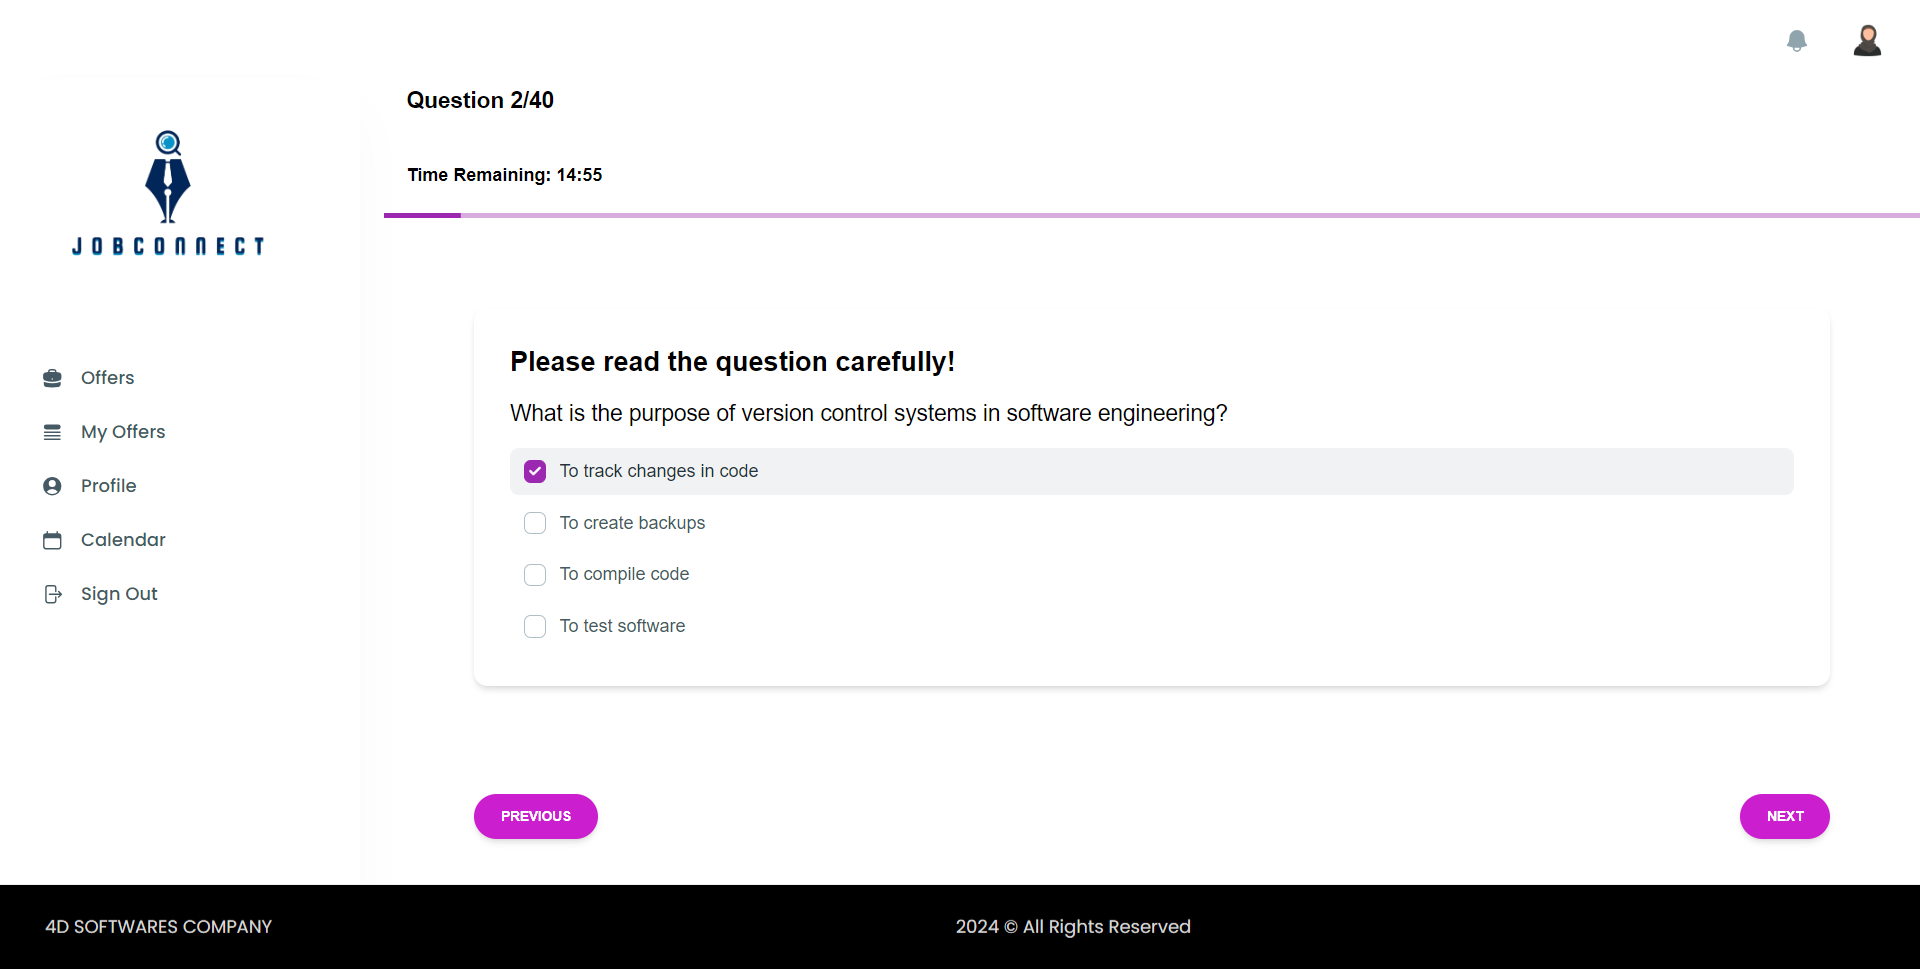 Question 2/40
Time Remaining: 14:55
JOBCONNECT
Offers
My Offers
Profile
Calendar
Sign Out
Please read the question carefully!
What is the purpose of version control systems in software engineering?
To track changes in code
To create backups
To compile code
To test software
PREVIOUS
NEXT
4D SOFTWARES COMPANY
2024 © All Rights Reserved